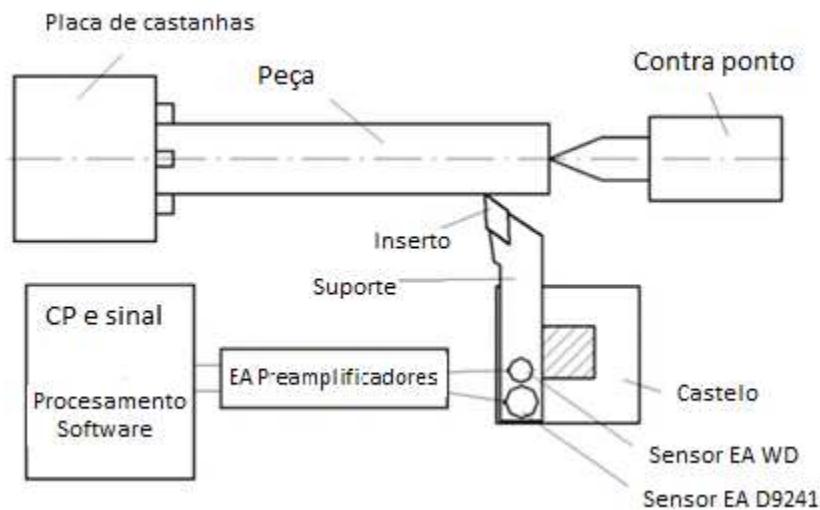 Placa de castanhas
Peça
Contra ponto
Inserto
Suporte
CP e sinal
Procesamento
Software
EA Preamplificadores
Castelo
Sensor EA WD
Sensor EA D9241